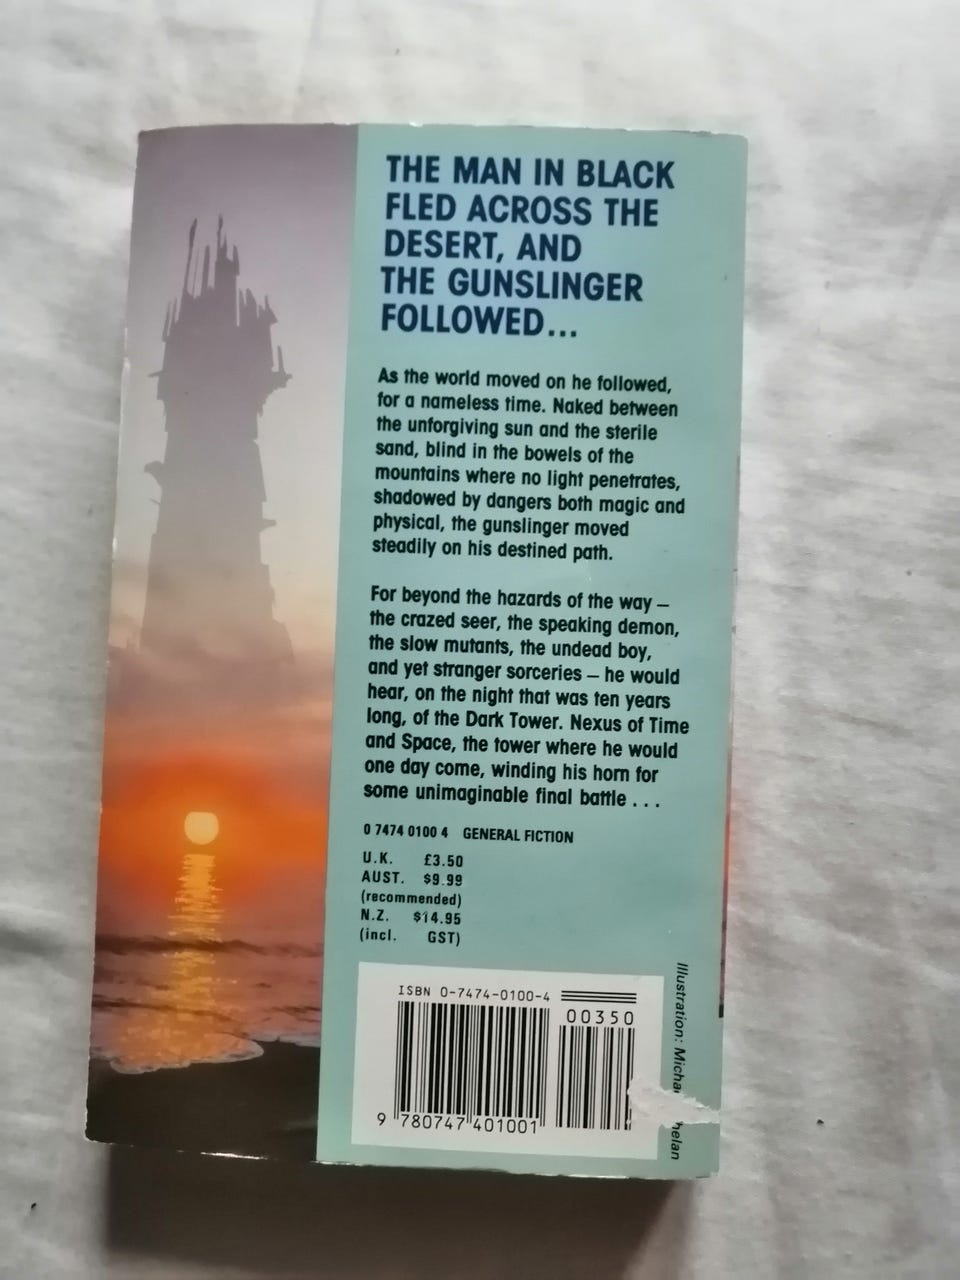 THE MAN IN BLACK
FLED ACROSS THE
DESERT, AND
THE GUNSLINGER
FOLLOWED...
As the world moved on he followed,
for a nameless time. Naked between
the unforgiving sun and the sterile
sand, blind in the bowels of the
mountains where no light penetrates,
shadowed by dangers both magic and
physical, the gunslinger moved
steadily on his destined path.
For beyond the hazards of the way –
the crazed seer, the speaking demon,
the slow mutants, the undead boy,
and yet stranger sorceries – he would
hear, on the night that was ten years
long, of the Dark Tower. Nexus of Time
and Space, the tower where he would
one day come, winding his horn for
some unimaginable final battle . . .
0 7474 0100 4 GENERAL FICTION
U.K. £3.50
AUST. $9.99
(recommended)
N.Z. $14.95
(incl. GST)
ISBN 0-7474-0100-4
00350
9 780747 401001
Illustration: